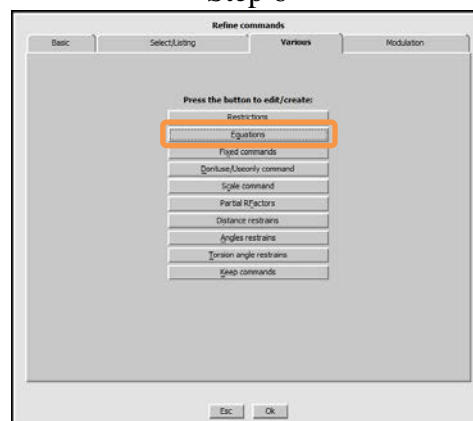 Step 6
Refine commands
Basic Select/Listing Various Modulation
Press the button to edit/create:
Restrictions
Equations
Fixed commands
Dontuse/Useonly command
Scale command
Partial RFactors
Distance restrains
Angles restrains
Torsion angle restrains
Keep commands
Esc Ok